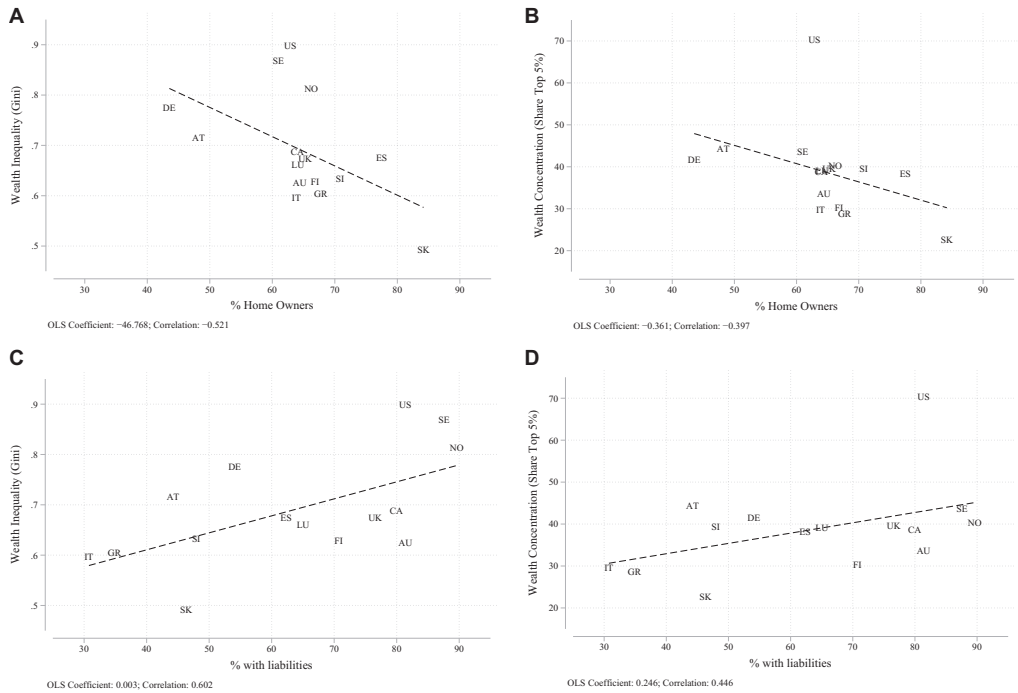 A
Wealth Inequality (Gini)
.9
.8
.7
.6
.5
US
SE
NO
DE
AT
CA
UK
LU
ES
AU
FI
SI
IT
GR
SK
30 40 50 60 70 80 90
% Home Owners
OLS Coefficient: −46.768; Correlation: −0.521
B
Wealth Concentration (Share Top 5%)
70
60
50
40
30
20
US
SE
AT
DE
NO
UK
LU
CA
SI
ES
AU
IT
FI
GR
SK
30 40 50 60 70 80 90
% Home Owners
OLS Coefficient: −0.361; Correlation: −0.397
C
Wealth Inequality (Gini)
.9
.8
.7
.6
.5
US
SE
NO
DE
AT
CA
ES
UK
LU
SI
FI
AU
GR
IT
SK
30 40 50 60 70 80 90
% with liabilities
OLS Coefficient: 0.003; Correlation: 0.602
D
Wealth Concentration (Share Top 5%)
70
60
50
40
30
20
US
AT
SE
DE
NO
SI
LU
UK
ES
CA
AU
IT
FI
GR
SK
30 40 50 60 70 80 90
% with liabilities
OLS Coefficient: 0.246; Correlation: 0.446